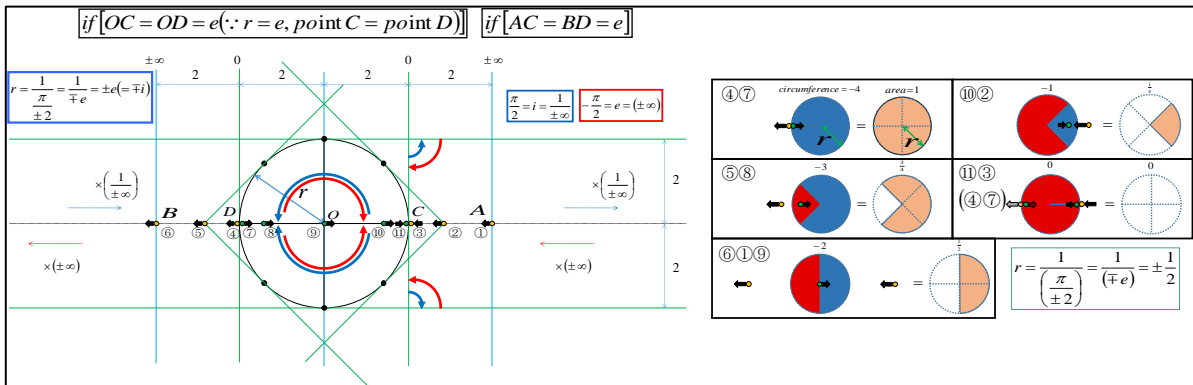 if[OC=OD=e(∵r=e, point C=point D)] if[AC=BD=e]
±∞ 0 0 ±∞
2 2 2 2
r=1/(π/±2)=1/∓e=±e(=∓i)
π/2=i=1/±∞
-π/2=e=(±∞)
×(1/±∞) ×(1/±∞)
r
2
B D O C A
⑥ ⑤ ④ ⑦ ⑧ ⑨ ⑩ ⑪ ③ ② ①
×(±∞) ×(±∞)
2
④⑦ circumference=-4 area=1
r = r
⑩② -1
=
⑤⑧ -3 3/4
=
⑪③ 0 0
(④⑦) =
⑥①⑨ -2 1/2
=
r=1/(π/±2)=1/(∓e)=±1/2